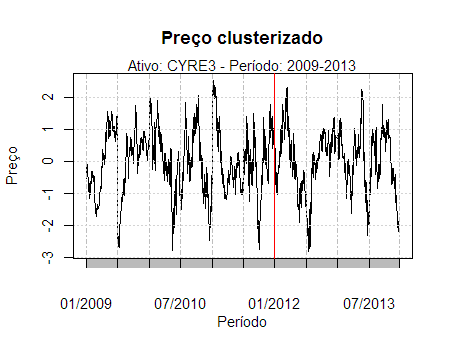 Preço clusterizado
Ativo: CYRE3 - Período: 2009-2013
Preço
2
1
0
-1
-2
-3
01/2009 07/2010 01/2012 07/2013
Período